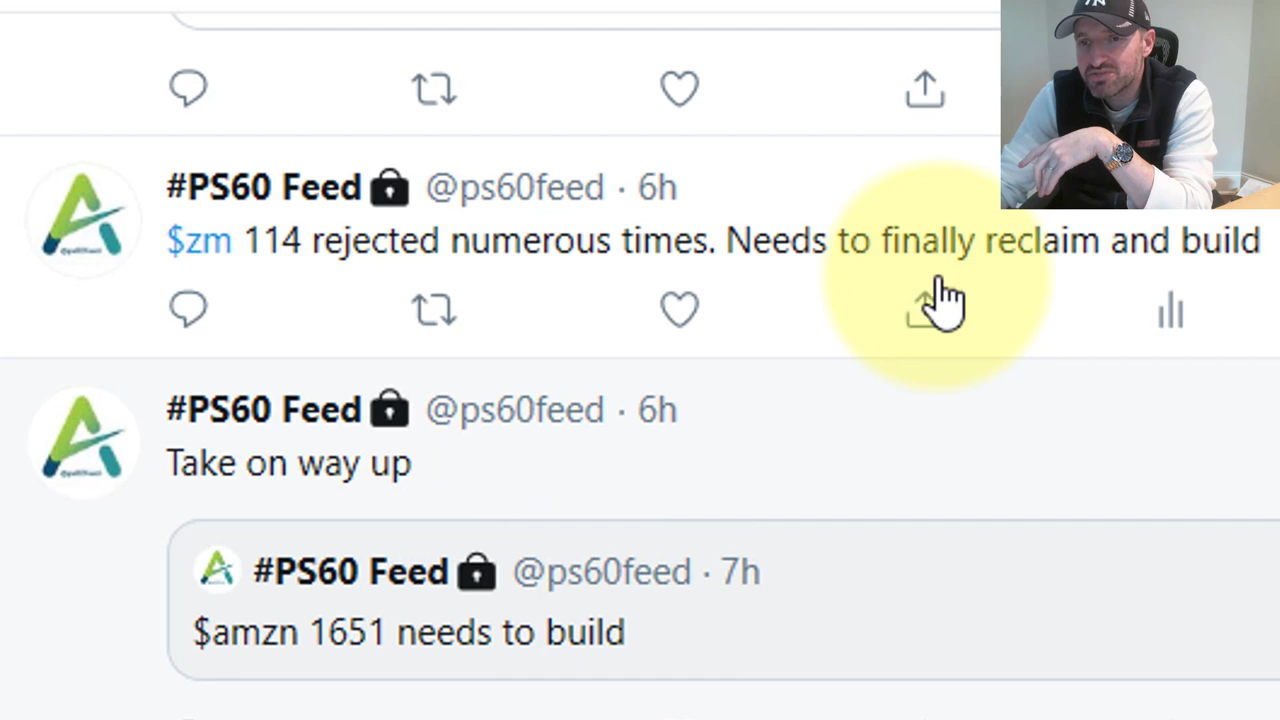 #PS60 Feed @ps60feed · 6h
$zm 114 rejected numerous times. Needs to finally reclaim and build
#PS60 Feed @ps60feed · 6h
Take on way up
#PS60 Feed @ps60feed · 7h
$amzn 1651 needs to build